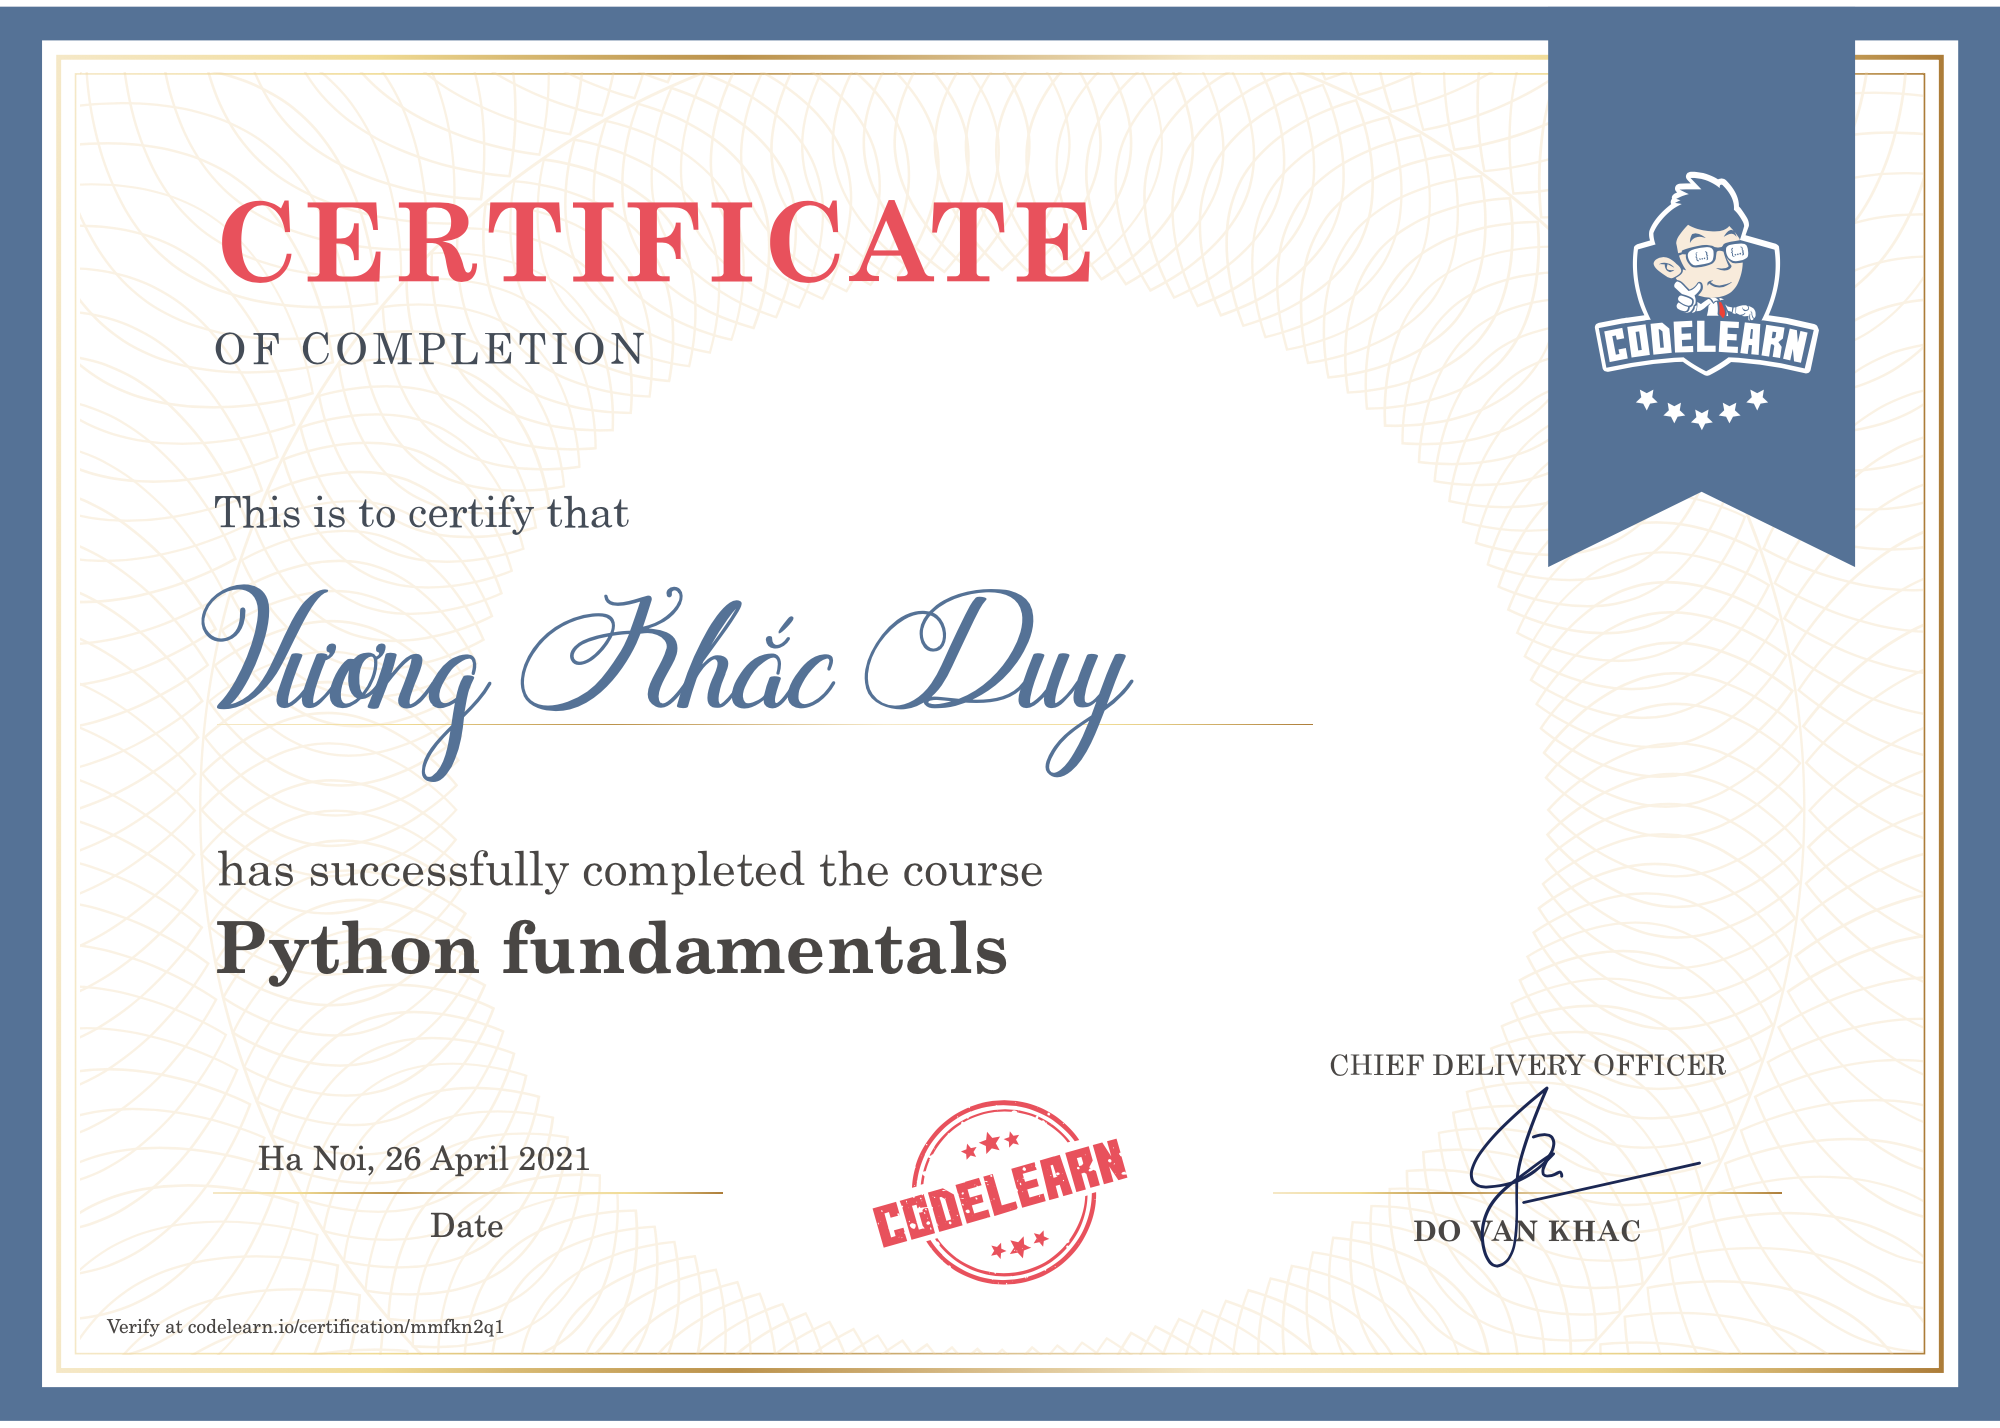 CERTIFICATE
OF COMPLETION
CODELEARN
This is to certify that
Vương Khắc Duy
has successfully completed the course
Python fundamentals
CHIEF DELIVERY OFFICER
Ha Noi, 26 April 2021
Date
CODELEARN
DO VAN KHAC
Verify at codelearn.io/certification/mmfkn2q1